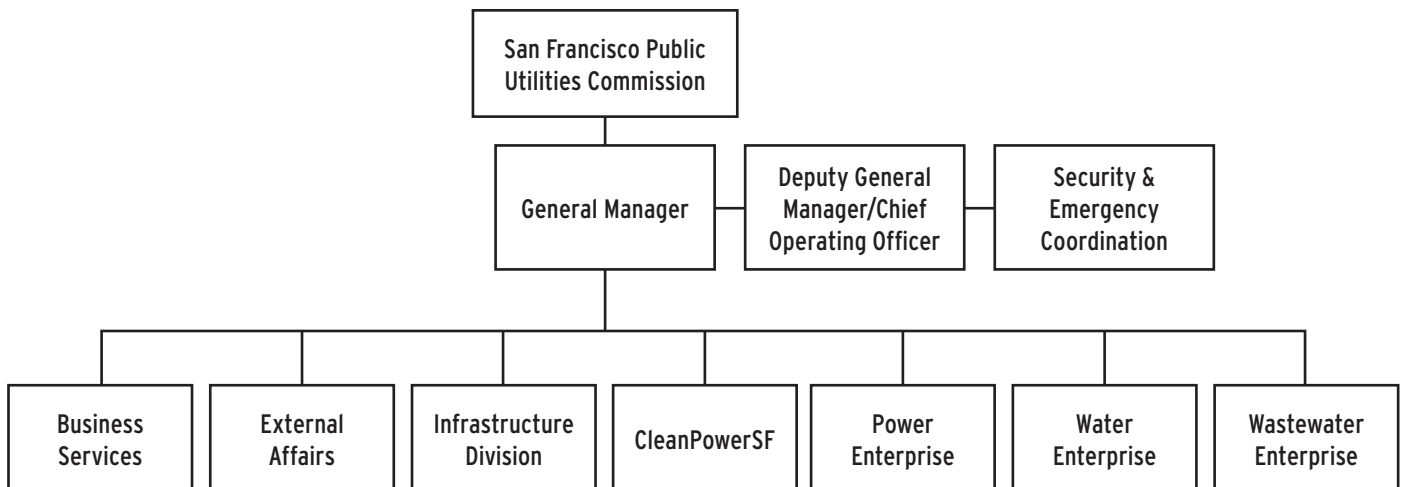 San Francisco Public
Utilities Commission
General Manager
Deputy General
Manager/Chief
Operating Officer
Security &
Emergency
Coordination
Business
Services
External
Affairs
Infrastructure
Division
CleanPowerSF
Power
Enterprise
Water
Enterprise
Wastewater
Enterprise